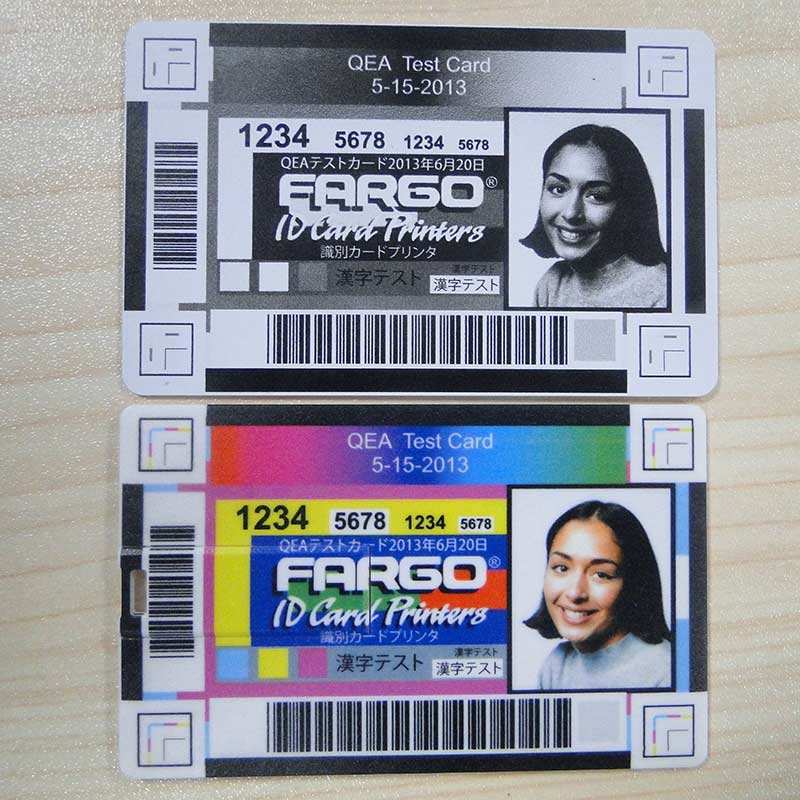 QEA Test Card
5-15-2013
1234 5678 1234 5678
QEAテストカード2013年6月20日
FARGO®
ID Card Printers
識別カードプリンタ
漢字テスト
漢字テスト
漢字テスト
QEA Test Card
5-15-2013
1234 5678 1234 5678
QEAテストカード2013年6月20日
FARGO®
ID Card Printers
識別カードプリンタ
漢字テスト
漢字テスト
漢字テスト